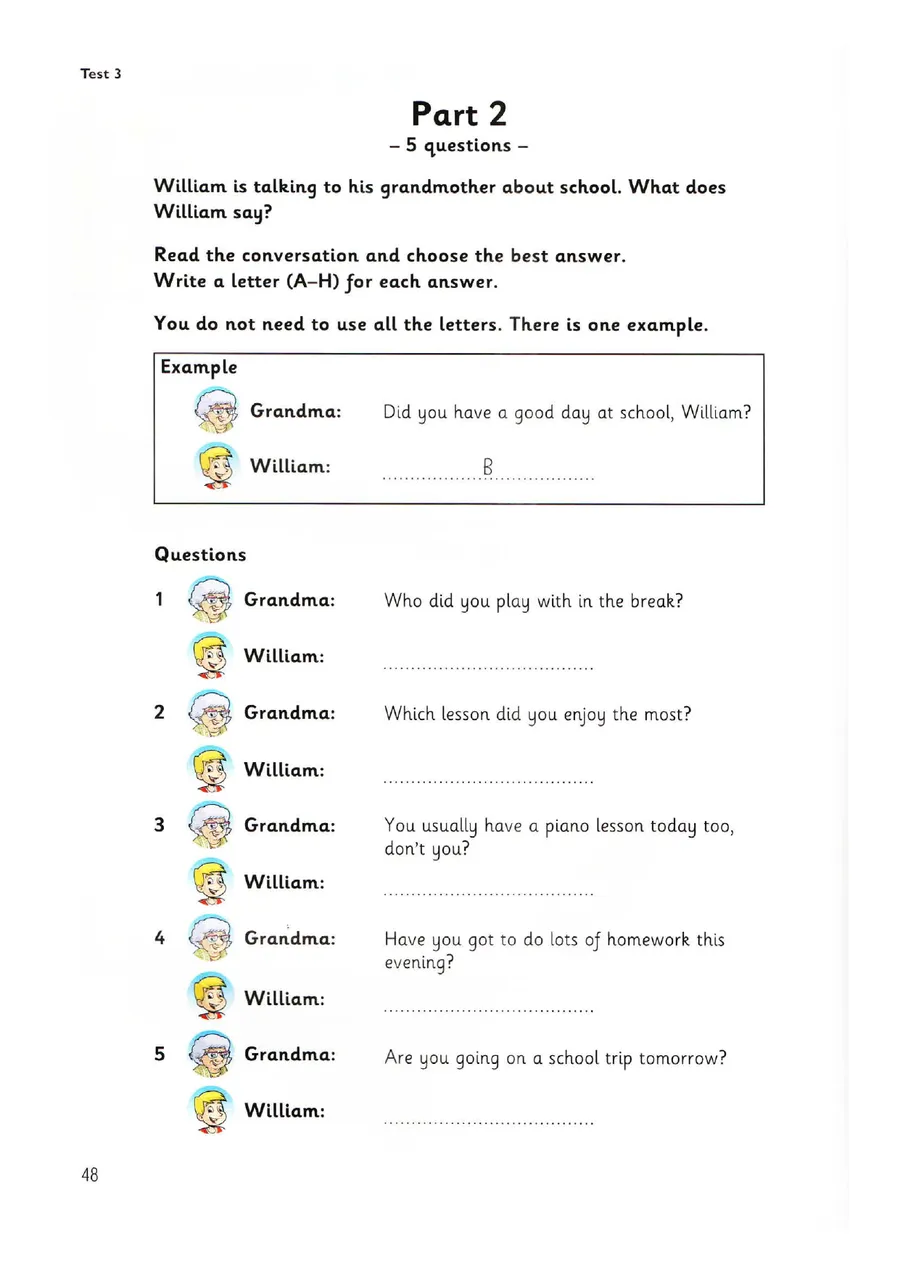 Test 3
Part 2
– 5 questions –
William is talking to his grandmother about school. What does
William say?
Read the conversation and choose the best answer.
Write a letter (A–H) for each answer.
You do not need to use all the letters. There is one example.
Example
Grandma: Did you have a good day at school, William?
William: ....................B....................
Questions
1 Grandma: Who did you play with in the break?
William: ......................................
2 Grandma: Which lesson did you enjoy the most?
William: ......................................
3 Grandma: You usually have a piano lesson today too,
don't you?
William: ......................................
4 Grandma: Have you got to do lots of homework this
evening?
William: ......................................
5 Grandma: Are you going on a school trip tomorrow?
William: ......................................
48